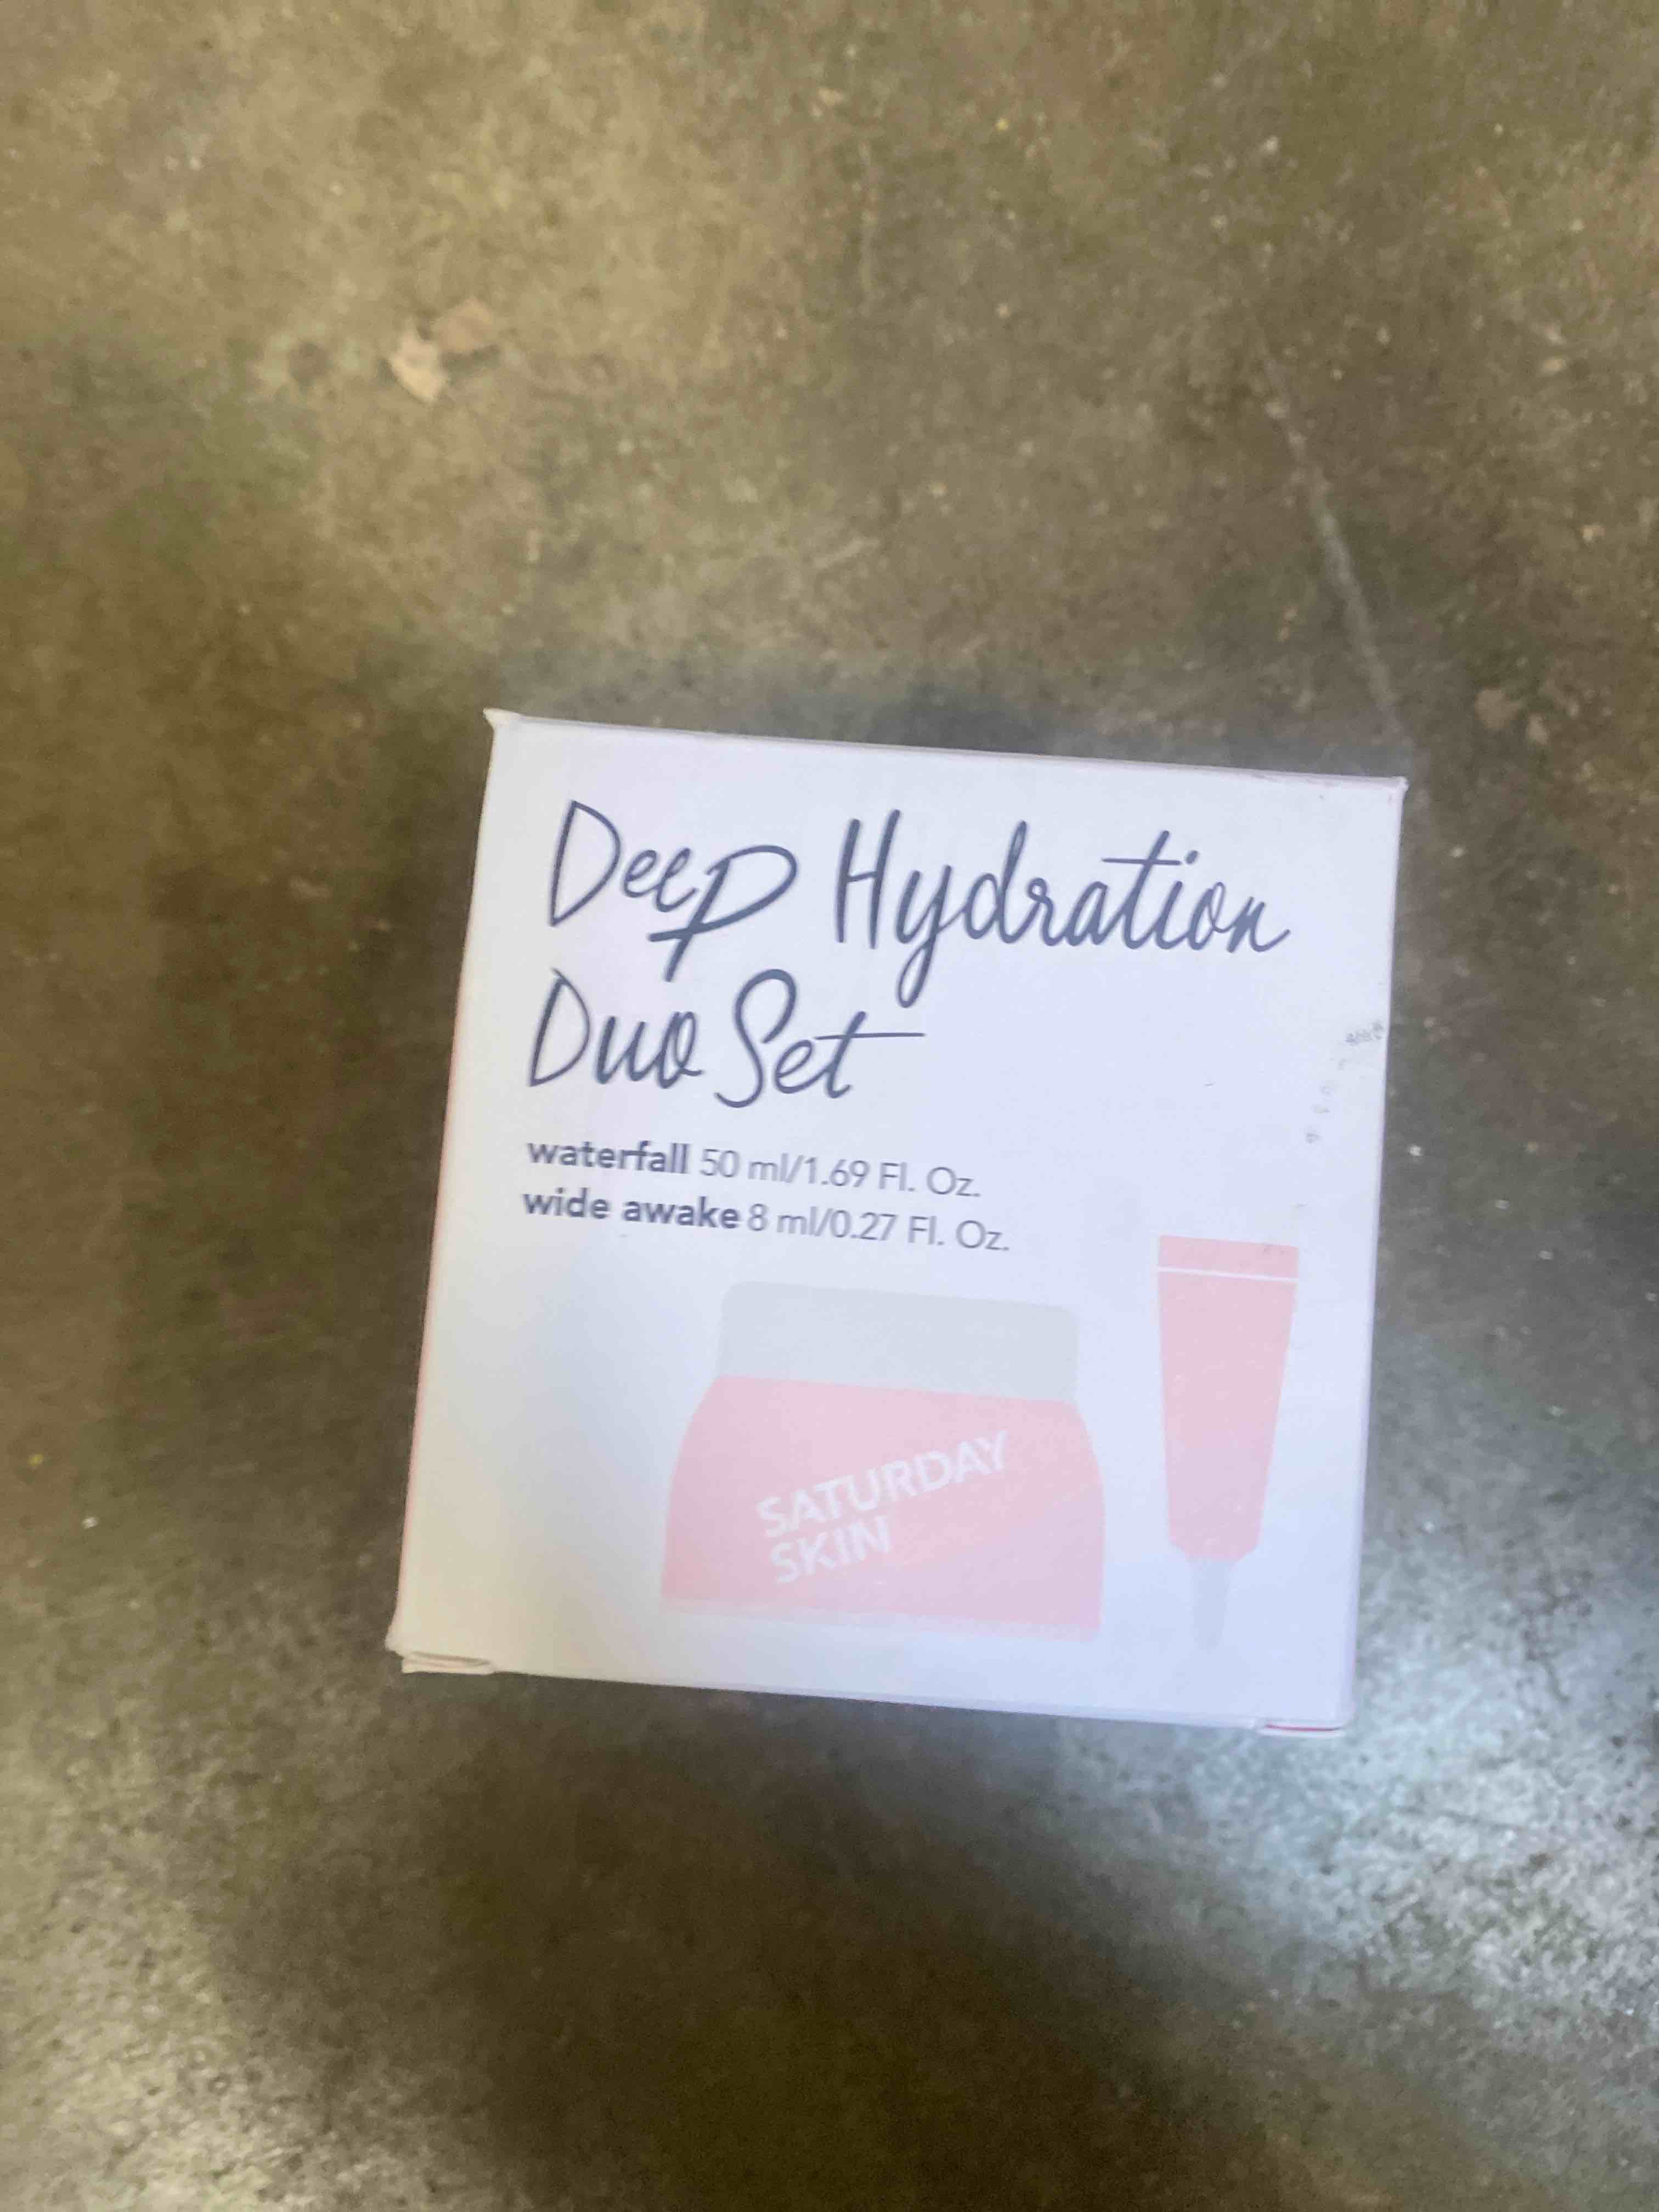 Deep Hydration
Duo Set
waterfall 50 ml/1.69 Fl. Oz.
wide awake 8 ml/0.27 Fl. Oz.
SATURDAY
SKIN